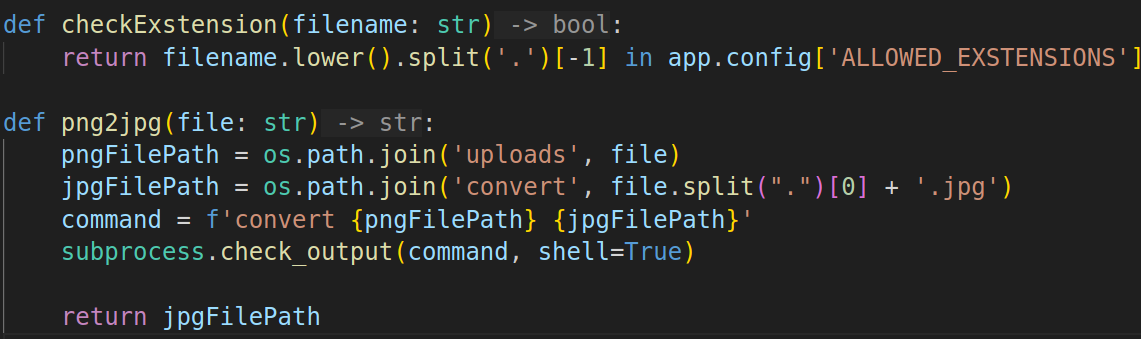 def checkExstension(filename: str) -> bool:
    return filename.lower().split('.')[-1] in app.config['ALLOWED_EXSTENSIONS']
def png2jpg(file: str) -> str:
    pngFilePath = os.path.join('uploads', file)
    jpgFilePath = os.path.join('convert', file.split(".")[0] + '.jpg')
    command = f'convert {pngFilePath} {jpgFilePath}'
    subprocess.check_output(command, shell=True)
    return jpgFilePath